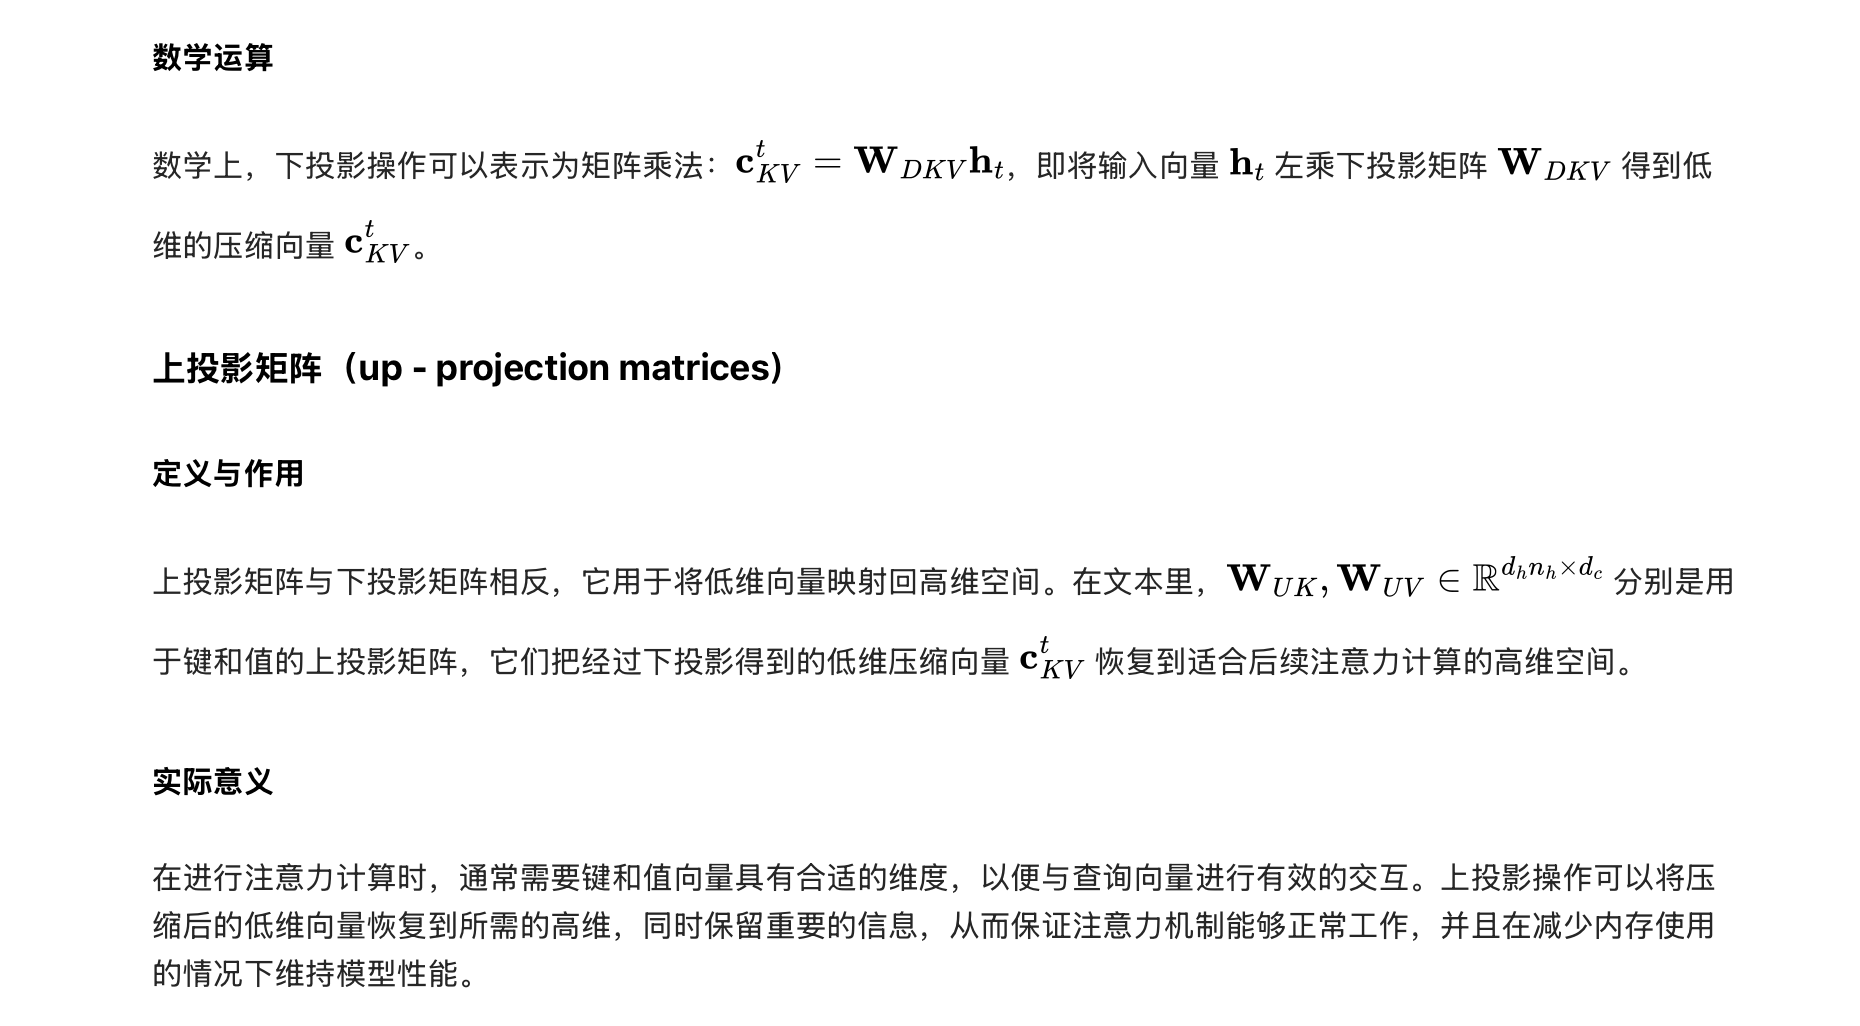 数学运算
数学上，下投影操作可以表示为矩阵乘法：$\mathbf{c}_{KV}^{t} = \mathbf{W}_{DKV}\mathbf{h}_{t}$，即将输入向量 $\mathbf{h}_{t}$ 左乘下投影矩阵 $\mathbf{W}_{DKV}$ 得到低
维的压缩向量 $\mathbf{c}_{KV}^{t}$。
上投影矩阵（up - projection matrices）
定义与作用
上投影矩阵与下投影矩阵相反，它用于将低维向量映射回高维空间。在文本里，$\mathbf{W}_{UK}, \mathbf{W}_{UV} \in \mathbb{R}^{d_h n_h \times d_c}$ 分别是用
于键和值的上投影矩阵，它们把经过下投影得到的低维压缩向量 $\mathbf{c}_{KV}^{t}$ 恢复到适合后续注意力计算的高维空间。
实际意义
在进行注意力计算时，通常需要键和值向量具有合适的维度，以便与查询向量进行有效的交互。上投影操作可以将压
缩后的低维向量恢复到所需的高维，同时保留重要的信息，从而保证注意力机制能够正常工作，并且在减少内存使用
的情况下维持模型性能。